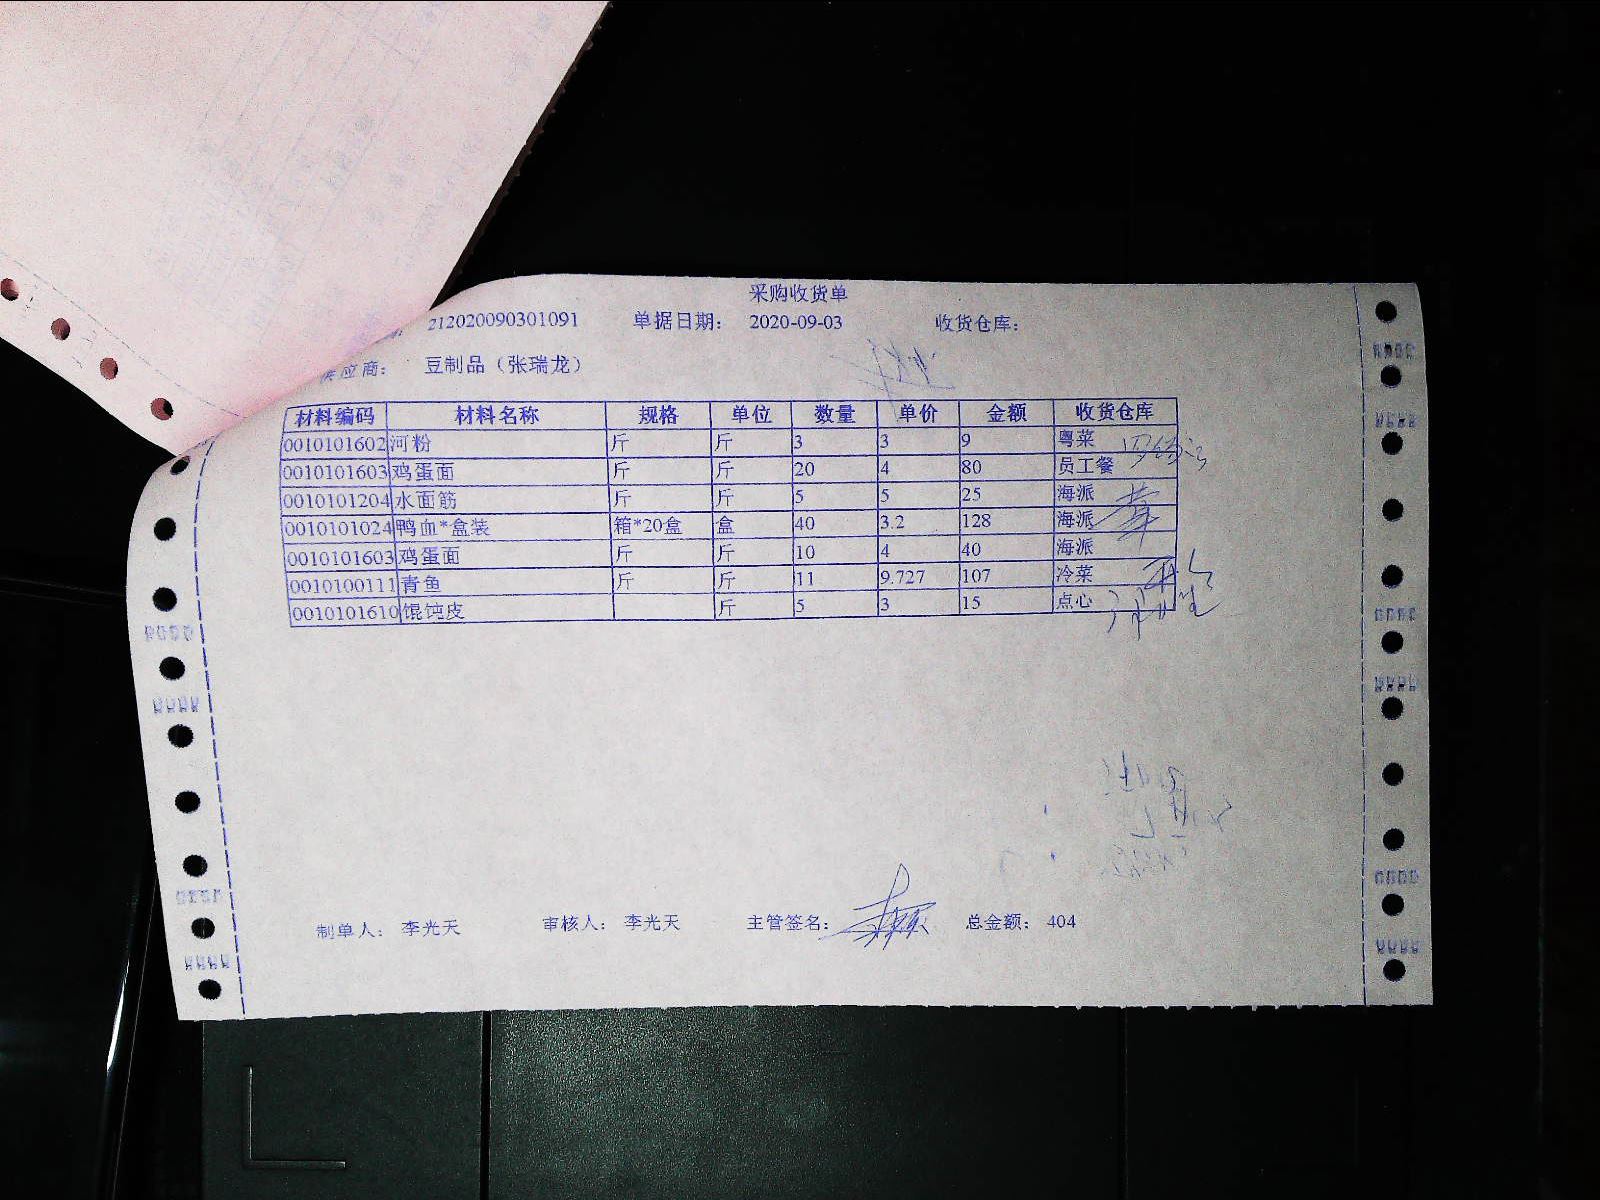 采购收货单
212020090301091 单据日期： 2020-09-03 收货仓库：
供应商： 豆制品（张瑞龙）
材料编码 材料名称 规格 单位 数量 单价 金额 收货仓库
0010101602 河粉 斤 斤 3 3 9 粤菜
0010101603 鸡蛋面 斤 斤 20 4 80 员工餐
0010101204 水面筋 斤 斤 5 5 25 海派
0010101024 鸭血*盒装 箱*20盒 盒 40 3.2 128 海派
0010101603 鸡蛋面 斤 斤 10 4 40 海派
0010100111 青鱼 斤 斤 11 9.727 107 冷菜
0010101610 馄饨皮 斤 5 3 15 点心
制单人： 李光天 审核人： 李光天 主管签名： 总金额： 404